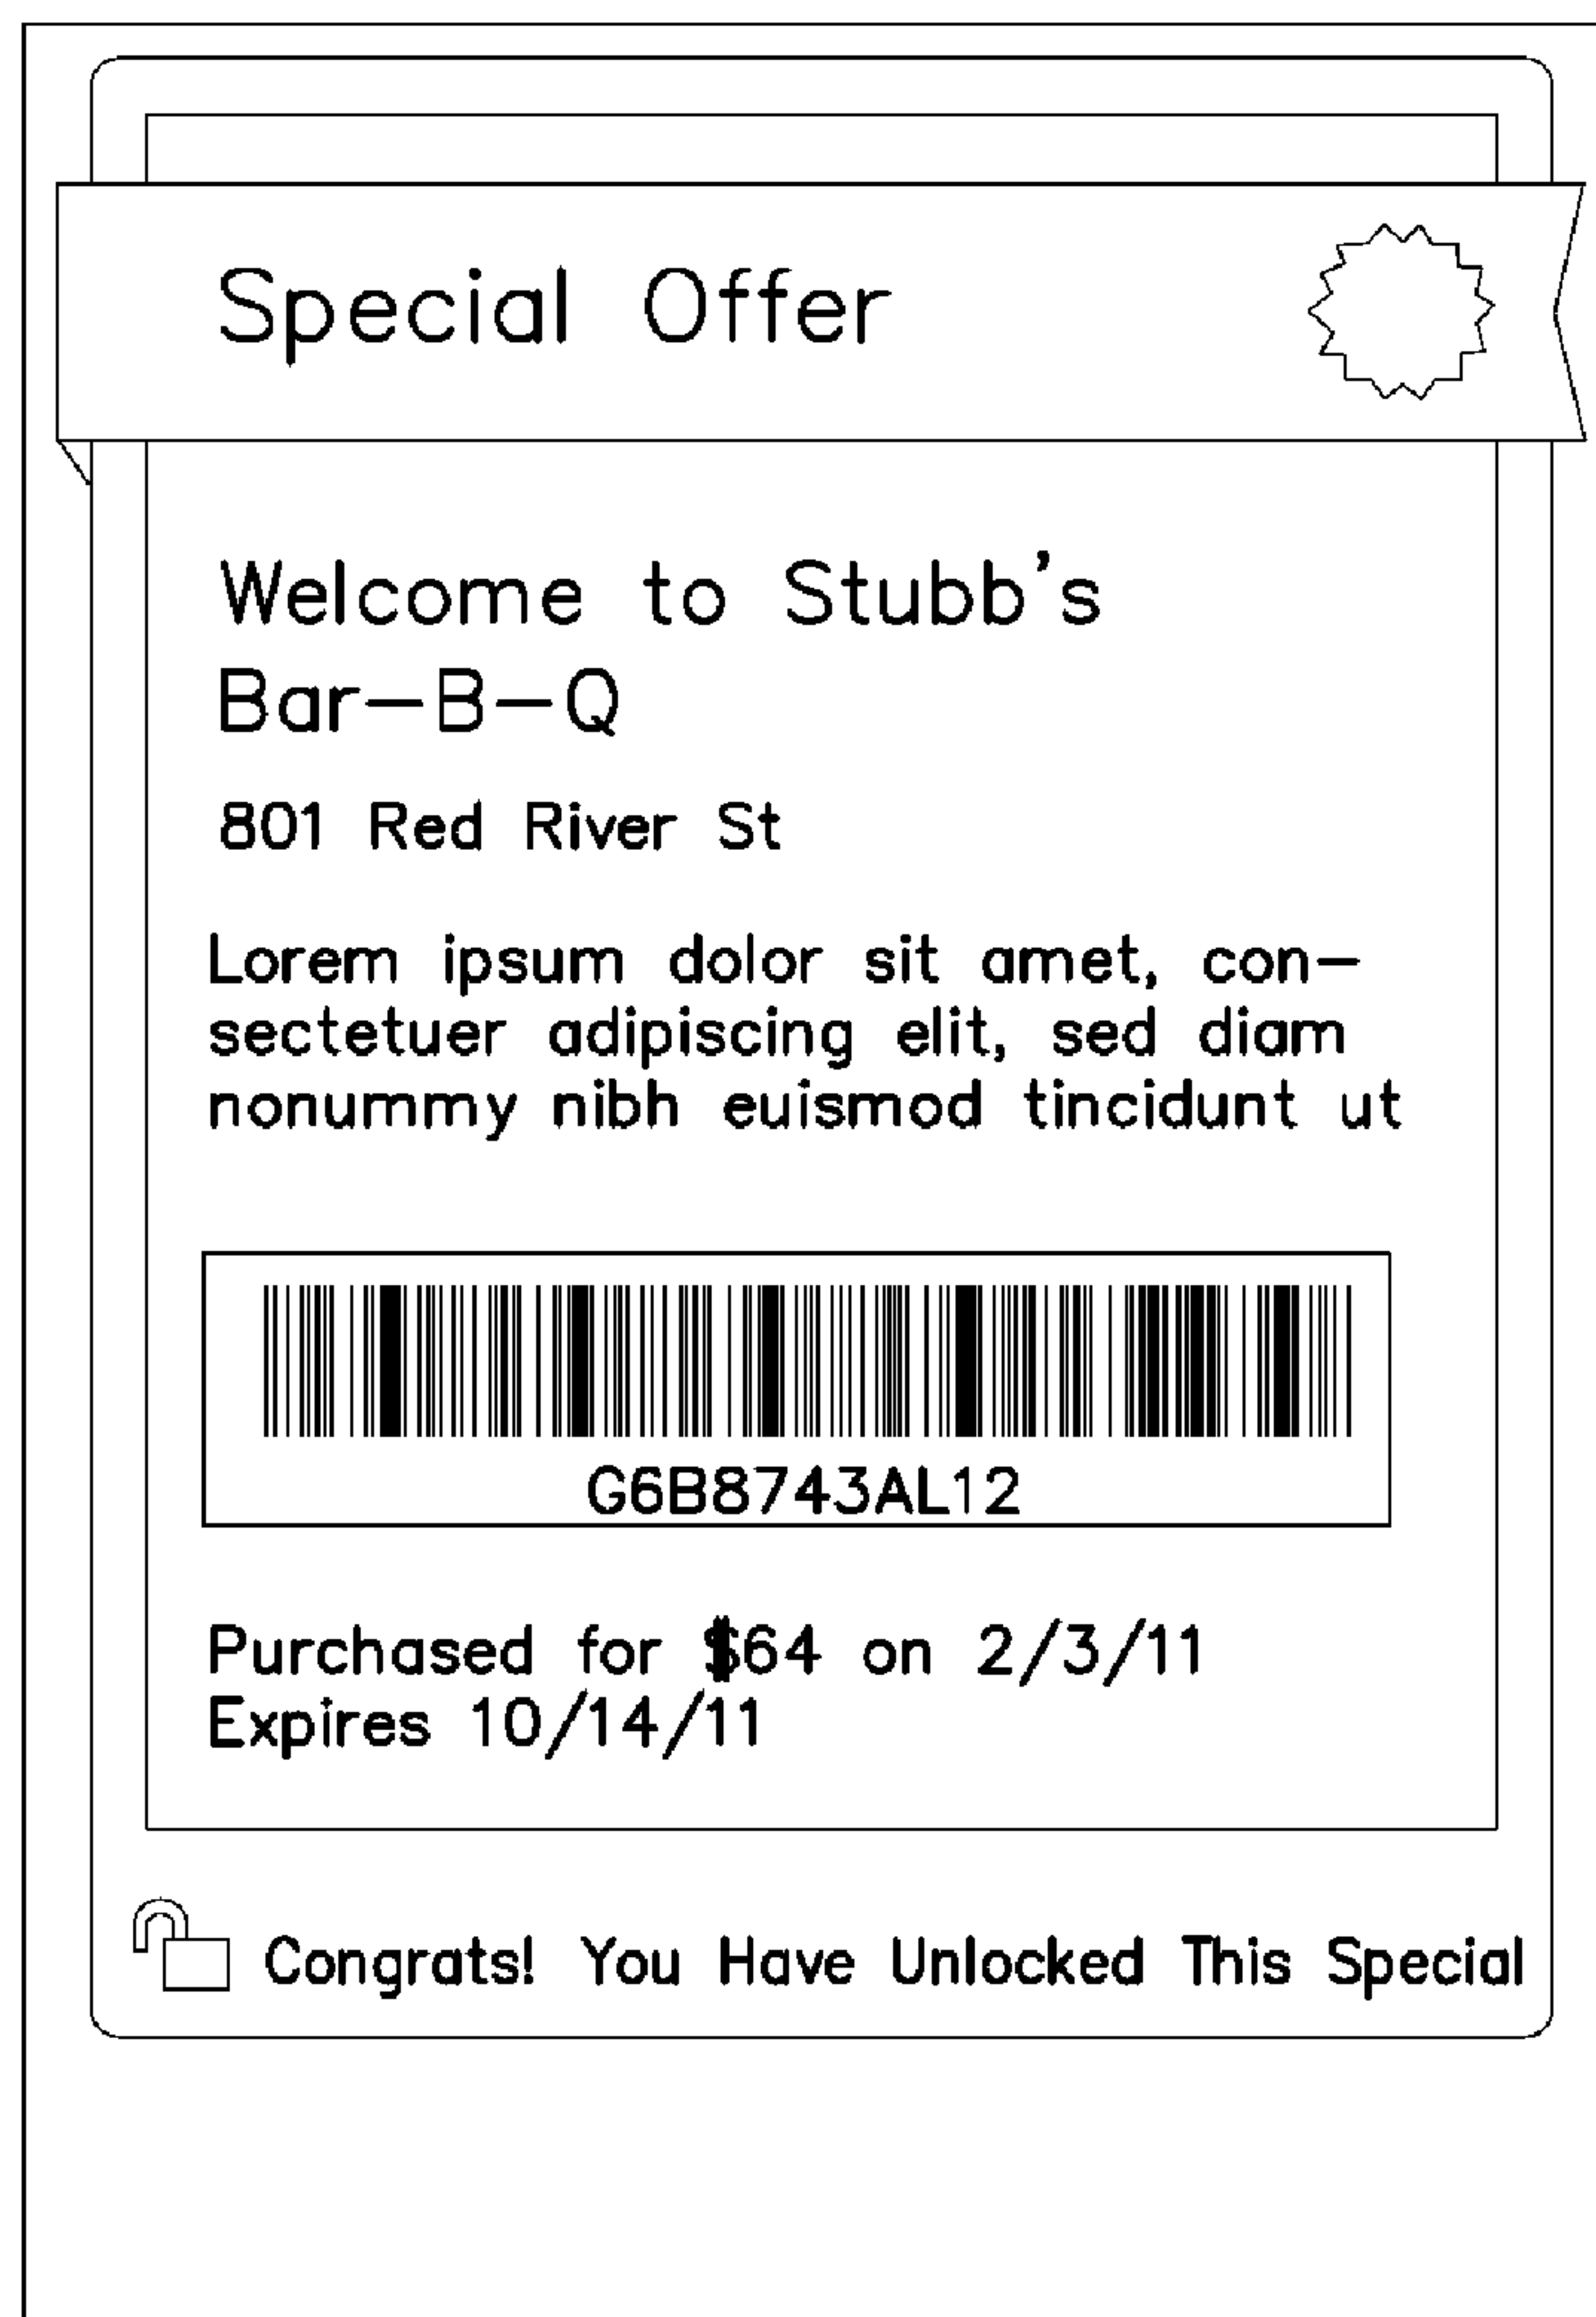 Special Offer
Welcome to Stubb's
Bar-B-Q
801 Red River St
Lorem ipsum dolor sit amet, con-
sectetuer adipiscing elit, sed diam
nonummy nibh euismod tincidunt ut
G6B8743AL12
Purchased for $64 on 2/3/11
Expires 10/14/11
Congrats! You Have Unlocked This Special